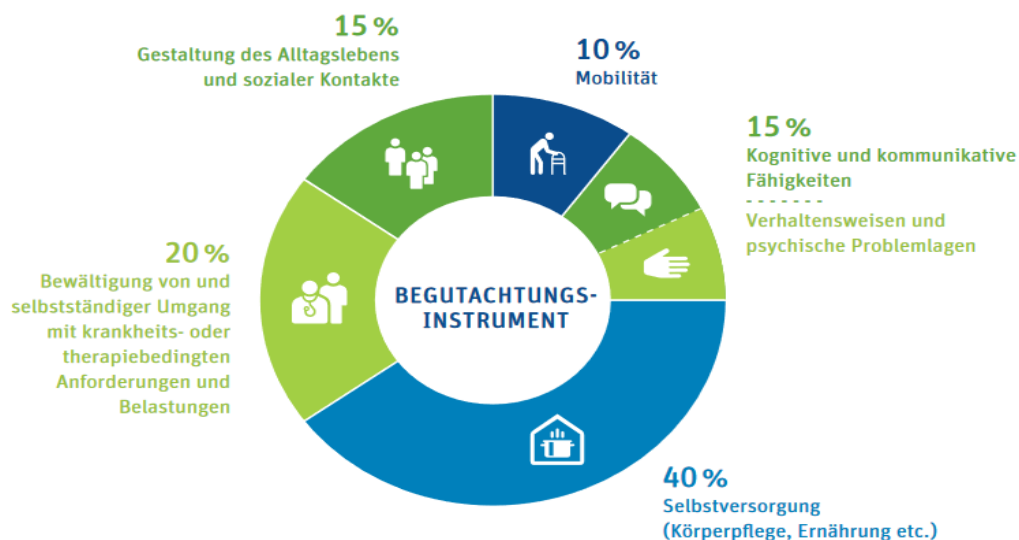 15 %
Gestaltung des Alltagslebens
und sozialer Kontakte
10 %
Mobilität
15 %
Kognitive und kommunikative
Fähigkeiten
-------
Verhaltensweisen und
psychische Problemlagen
20 %
Bewältigung von und
selbstständiger Umgang
mit krankheits- oder
therapiebedingten
Anforderungen und
Belastungen
BEGUTACHTUNGS-
INSTRUMENT
40 %
Selbstversorgung
(Körperpflege, Ernährung etc.)